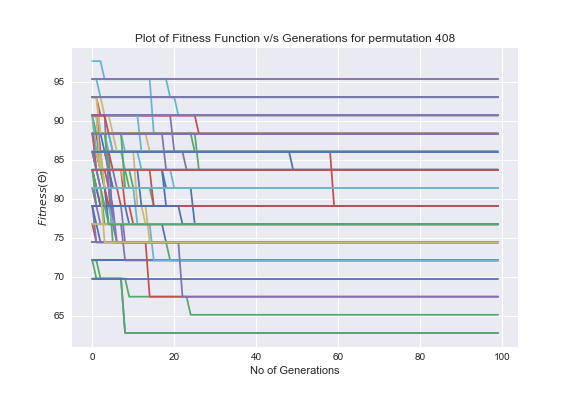 Plot of Fitness Function v/s Generations for permutation 408
95
90
85
80
75
70
65
Fitness(Θ)
0 20 40 60 80 100
No of Generations